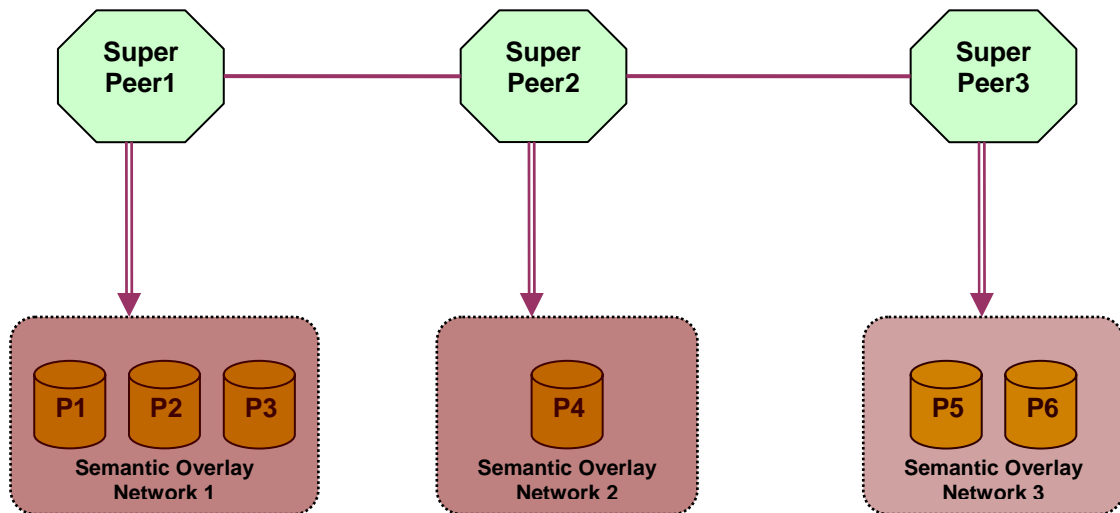 Super
Peer1
Super
Peer2
Super
Peer3
P1
P2
P3
Semantic Overlay
Network 1
P4
Semantic Overlay
Network 2
P5
P6
Semantic Overlay
Network 3